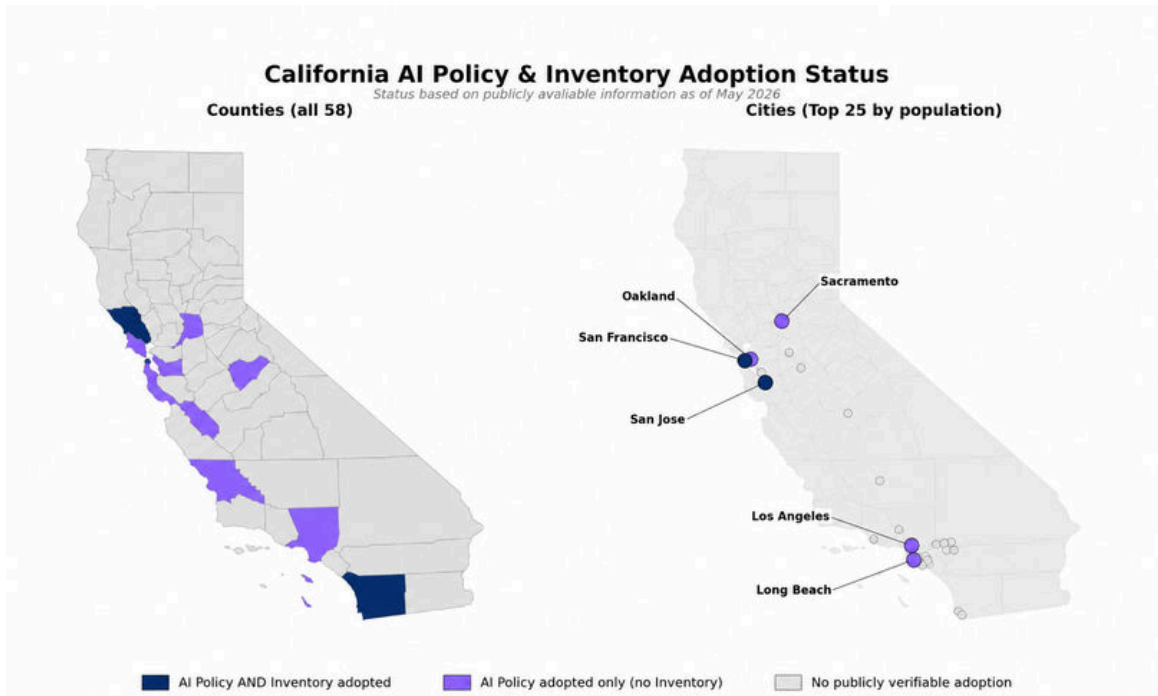 California AI Policy & Inventory Adoption Status
Status based on publicly avaliable information as of May 2026
Counties (all 58)
Cities (Top 25 by population)
Sacramento
Oakland
San Francisco
San Jose
Los Angeles
Long Beach
AI Policy AND Inventory adopted
AI Policy adopted only (no Inventory)
No publicly verifiable adoption